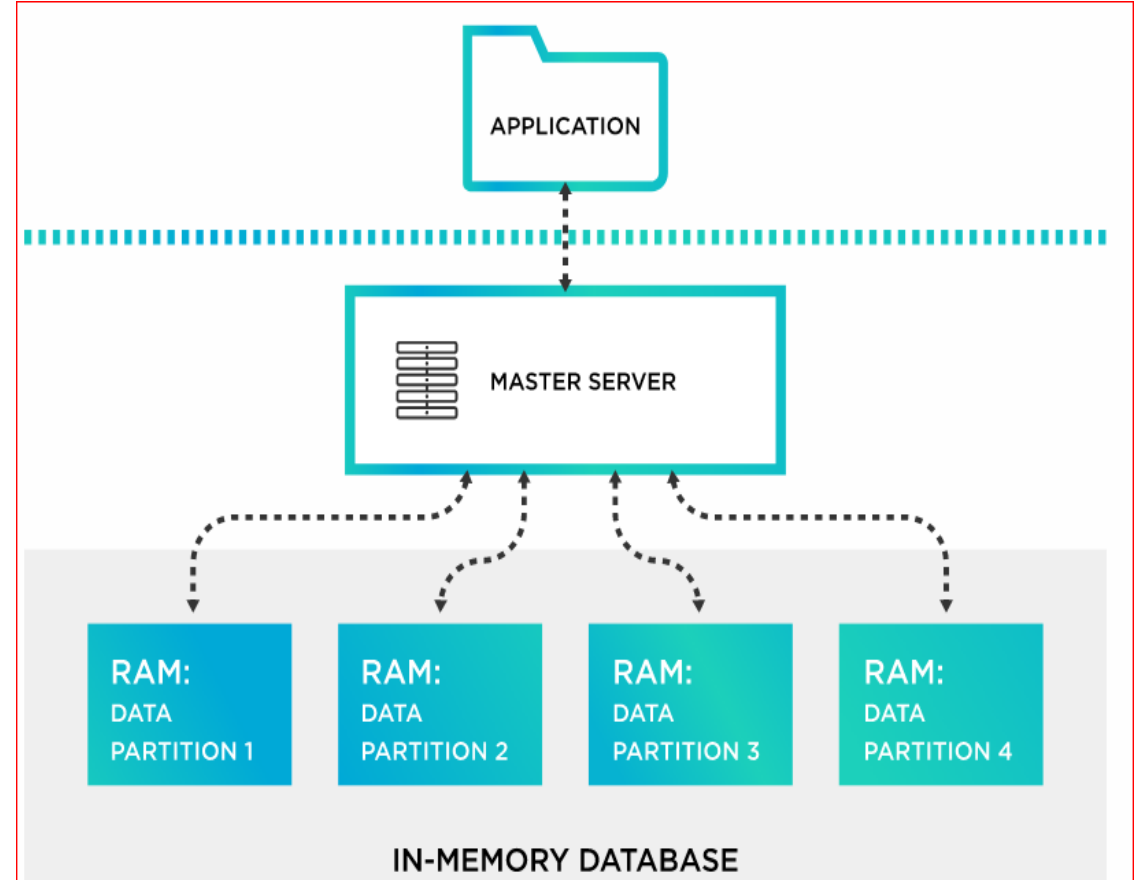 APPLICATION
MASTER SERVER
RAM:
DATA
PARTITION 1
RAM:
DATA
PARTITION 2
RAM:
DATA
PARTITION 3
RAM:
DATA
PARTITION 4
IN-MEMORY DATABASE